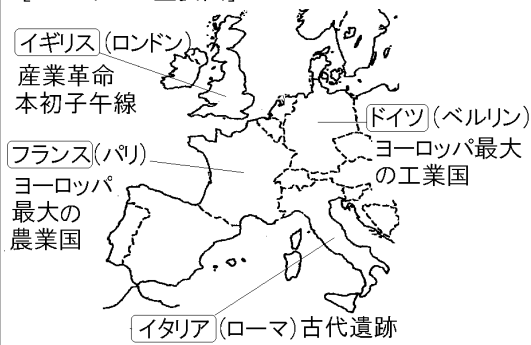 イギリス(ロンドン)
産業革命
本初子午線
ドイツ(ベルリン)
ヨーロッパ最大
の工業国
フランス(パリ)
ヨーロッパ
最大の
農業国
イタリア(ローマ)古代遺跡